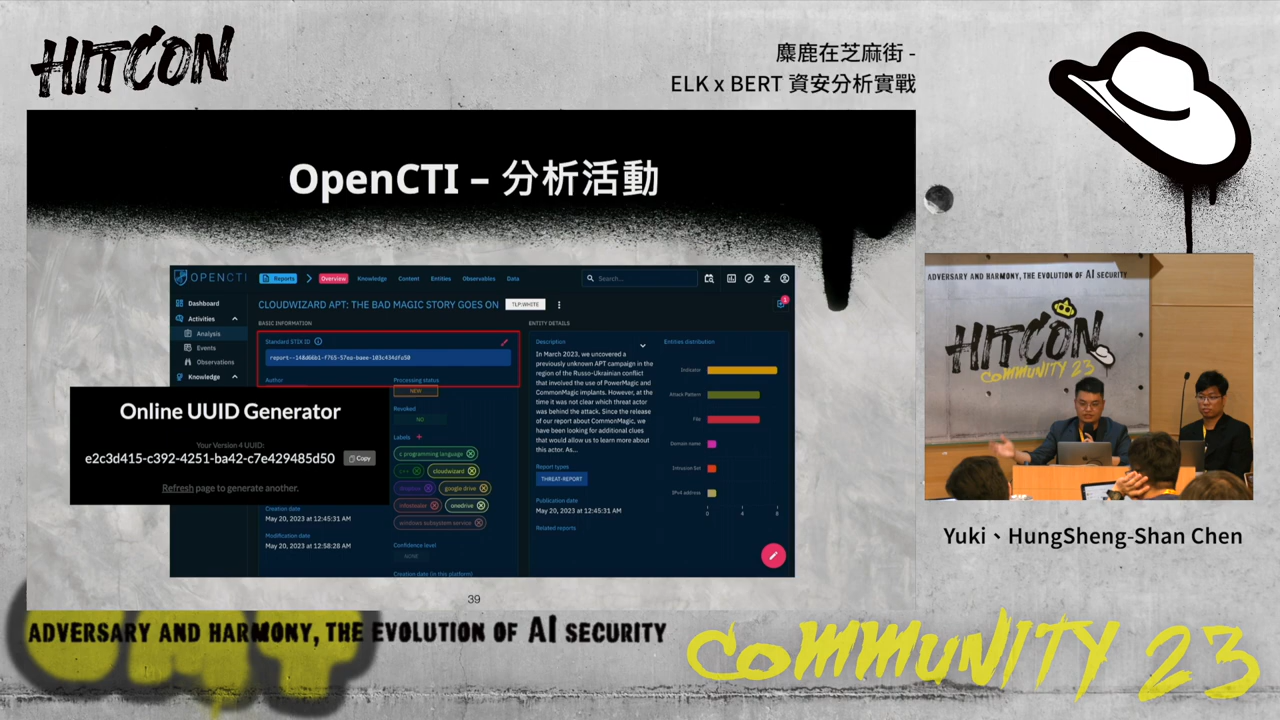 HITCON
麋鹿在芝麻街 -
ELK x BERT 資安分析實戰
OpenCTI – 分析活動
OPENCTI
Reports
Overview
Knowledge
Content
Entities
Observables
Data
Search...
Dashboard
Activities
Analysis
Events
Observations
Knowledge
CLOUDWIZARD APT: THE BAD MAGIC STORY GOES ON
TLP:WHITE
BASIC INFORMATION
Standard STIX ID
Author
Processing status
NEW
Revoked
NO
Labels
c programming language
c++
cloudwizard
dropbox
google drive
infostealer
onedrive
windows subsystem service
Creation date
May 20, 2023 at 12:45:31 AM
Modification date
May 20, 2023 at 12:58:28 AM
Confidence level
NONE
Creation date (in this platform)
ENTITY DETAILS
Description
In March 2023, we uncovered a
previously unknown APT campaign in the
region of the Russo-Ukrainian conflict
that involved the use of PowerMagic and
CommonMagic implants. However, at the
time it was not clear which threat actor
was behind the attack. Since the release
of our report about CommonMagic, we
have been looking for additional clues
that would allow us to learn more about
this actor. As...
Report types
THREAT-REPORT
Publication date
May 20, 2023 at 12:45:31 AM
Related reports
Entities distribution
Indicator
Attack Pattern
File
Domain name
Intrusion Set
IPv4 address
0 4 8
Online UUID Generator
Your Version 4 UUID:
e2c3d415-c392-4251-ba42-c7e429485d50
Copy
Refresh page to generate another.
39
ADVERSARY AND HARMONY, THE EVOLUTION OF AI SECURITY
HITCON
COMMUNITY 23
Yuki、HungSheng-Shan Chen
ADVERSARY AND HARMONY, THE EVOLUTION OF AI SECURITY
COMMUNITY 23